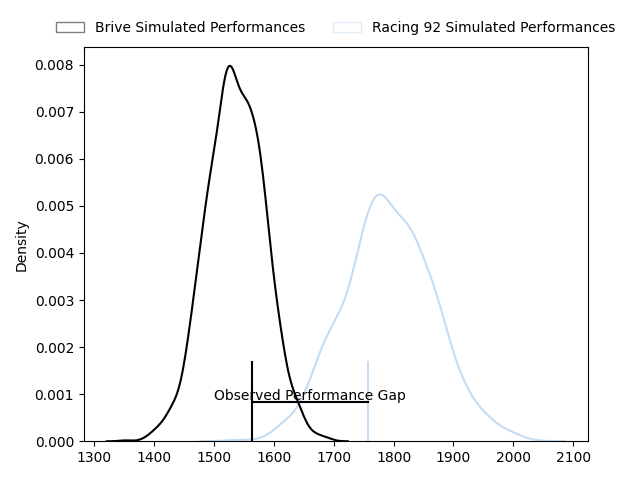 Brive Simulated Performances Racing 92 Simulated Performances
0.008
0.007
0.006
0.005
0.004
0.003
0.002
0.001
0.000
Density
Observed Performance Gap
1300 1400 1500 1600 1700 1800 1900 2000 2100